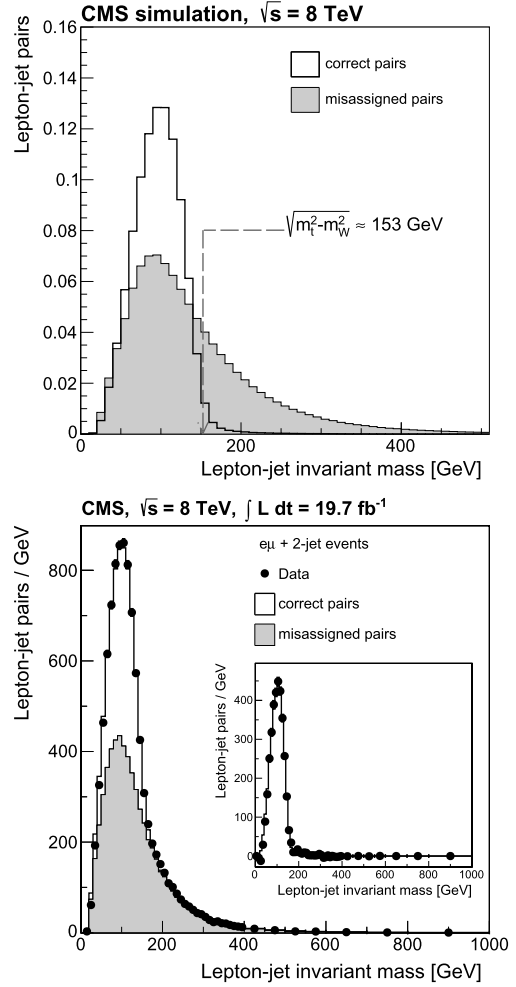 CMS simulation, √s = 8 TeV
Lepton-jet pairs
0.16
0.14
0.12
0.1
0.08
0.06
0.04
0.02
0
correct pairs
misassigned pairs
√m_t^2-m_W^2 ≈ 153 GeV
0 200 400
Lepton-jet invariant mass [GeV]
CMS, √s = 8 TeV, ∫ L dt = 19.7 fb^-1
Lepton-jet pairs / GeV
800
600
400
200
0
eμ + 2-jet events
Data
correct pairs
misassigned pairs
Lepton-jet pairs / GeV
400
300
200
100
0
0 200 400 600 800 1000
Lepton-jet invariant mass [GeV]
0 200 400 600 800 1000
Lepton-jet invariant mass [GeV]